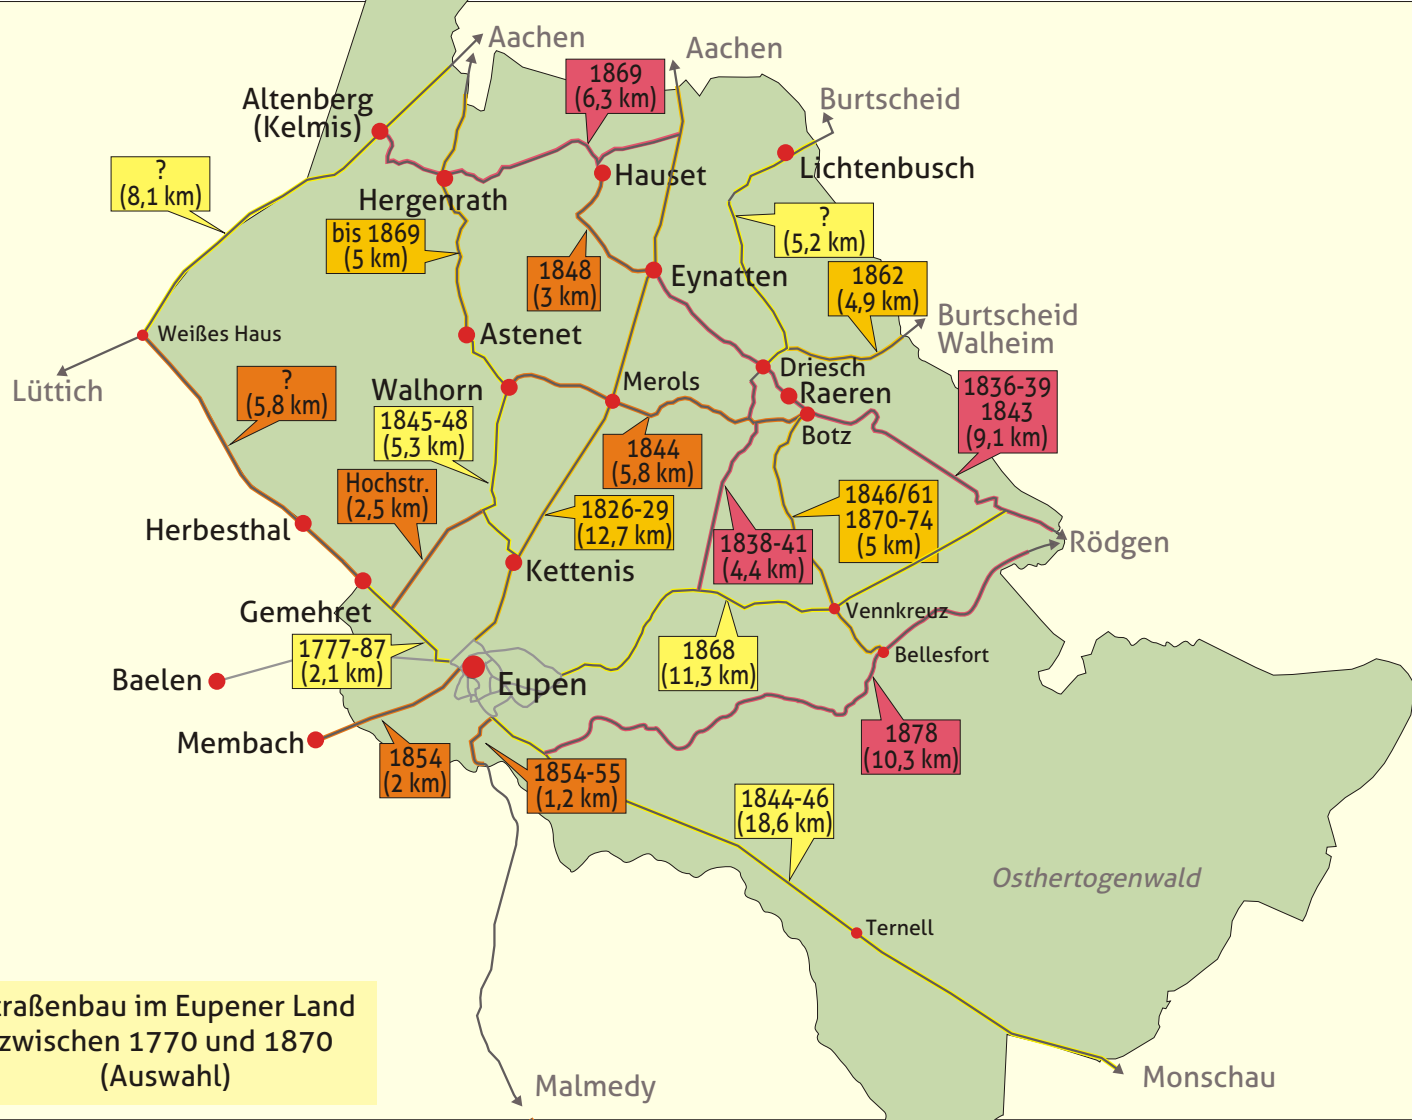 Aachen
Aachen
1869
(6,3 km)
Altenberg
(Kelmis)
Burtscheid
Lichtenbusch
?
(8,1 km)
Hauset
Hergenrath
bis 1869
(5 km)
?
(5,2 km)
1848
(3 km)
Eynatten
1862
(4,9 km)
Burtscheid
Walheim
Weißes Haus
Astenet
Lüttich
Driesch
?
(5,8 km)
Walhorn
Merols
Raeren
1836-39
1843
(9,1 km)
1845-48
(5,3 km)
Botz
1844
(5,8 km)
Hochstr.
(2,5 km)
1826-29
(12,7 km)
1846/61
1870-74
(5 km)
Herbesthal
1838-41
(4,4 km)
Rödgen
Kettenis
Gemehret
Vennkreuz
1777-87
(2,1 km)
1868
(11,3 km)
Bellesfort
Baelen
Eupen
Membach
1854
(2 km)
1854-55
(1,2 km)
1878
(10,3 km)
1844-46
(18,6 km)
Osthertogenwald
Ternell
raßenbau im Eupener Land
zwischen 1770 und 1870
(Auswahl)
Malmedy
Monschau